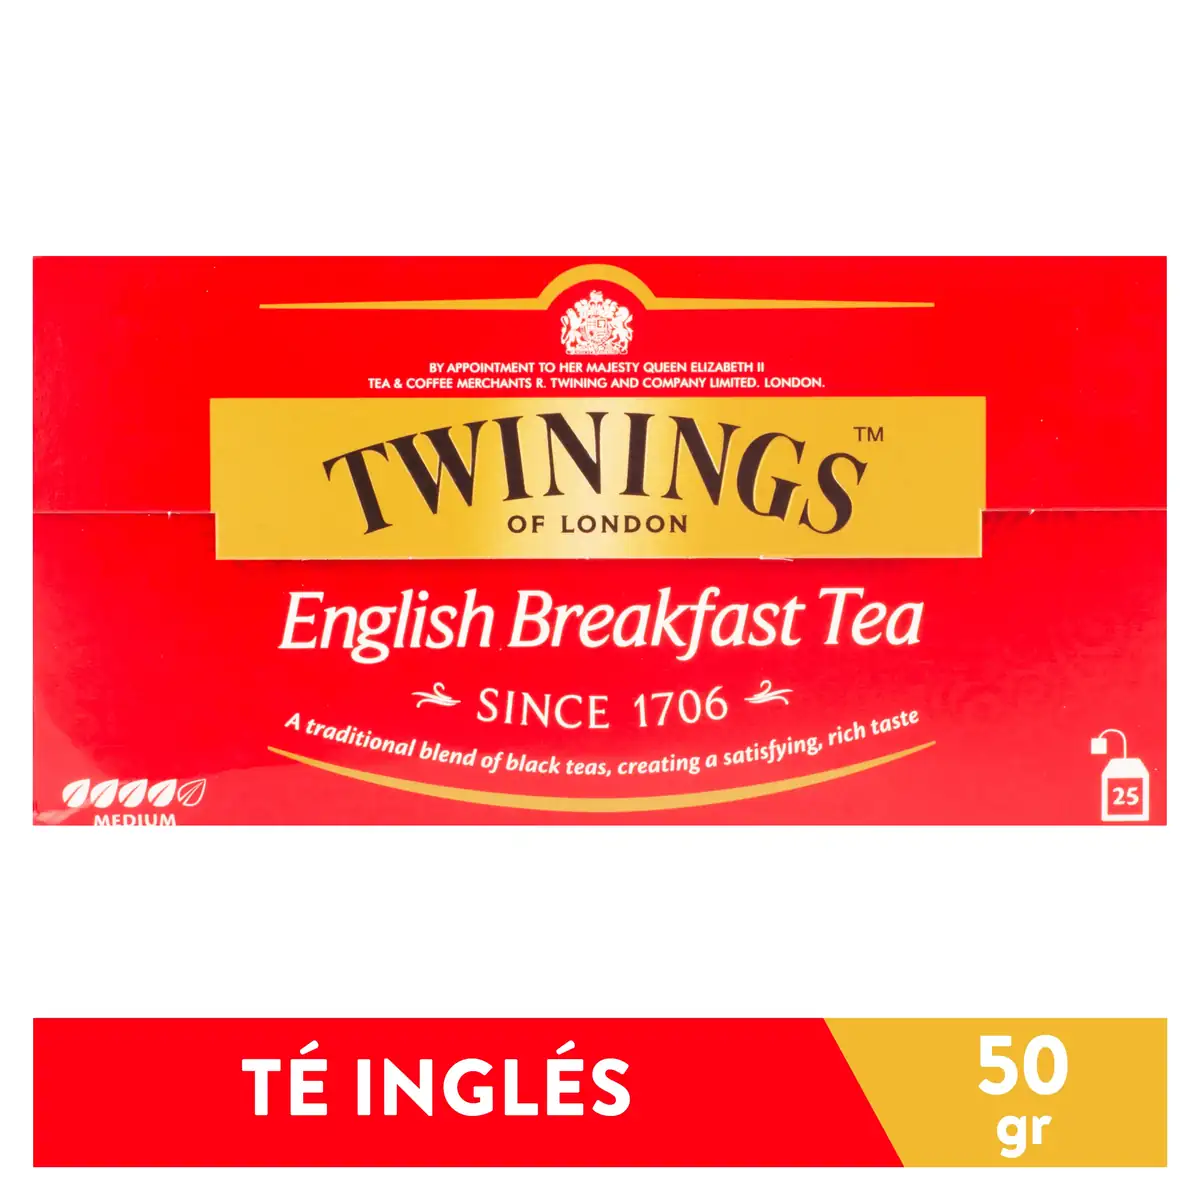 BY APPOINTMENT TO HER MAJESTY QUEEN ELIZABETH II
TEA & COFFEE MERCHANTS R. TWINING AND COMPANY LIMITED. LONDON.
TWININGS™
OF LONDON
English Breakfast Tea
SINCE 1706
A traditional blend of black teas, creating a satisfying, rich taste
MEDIUM
25
TÉ INGLÉS
50
gr